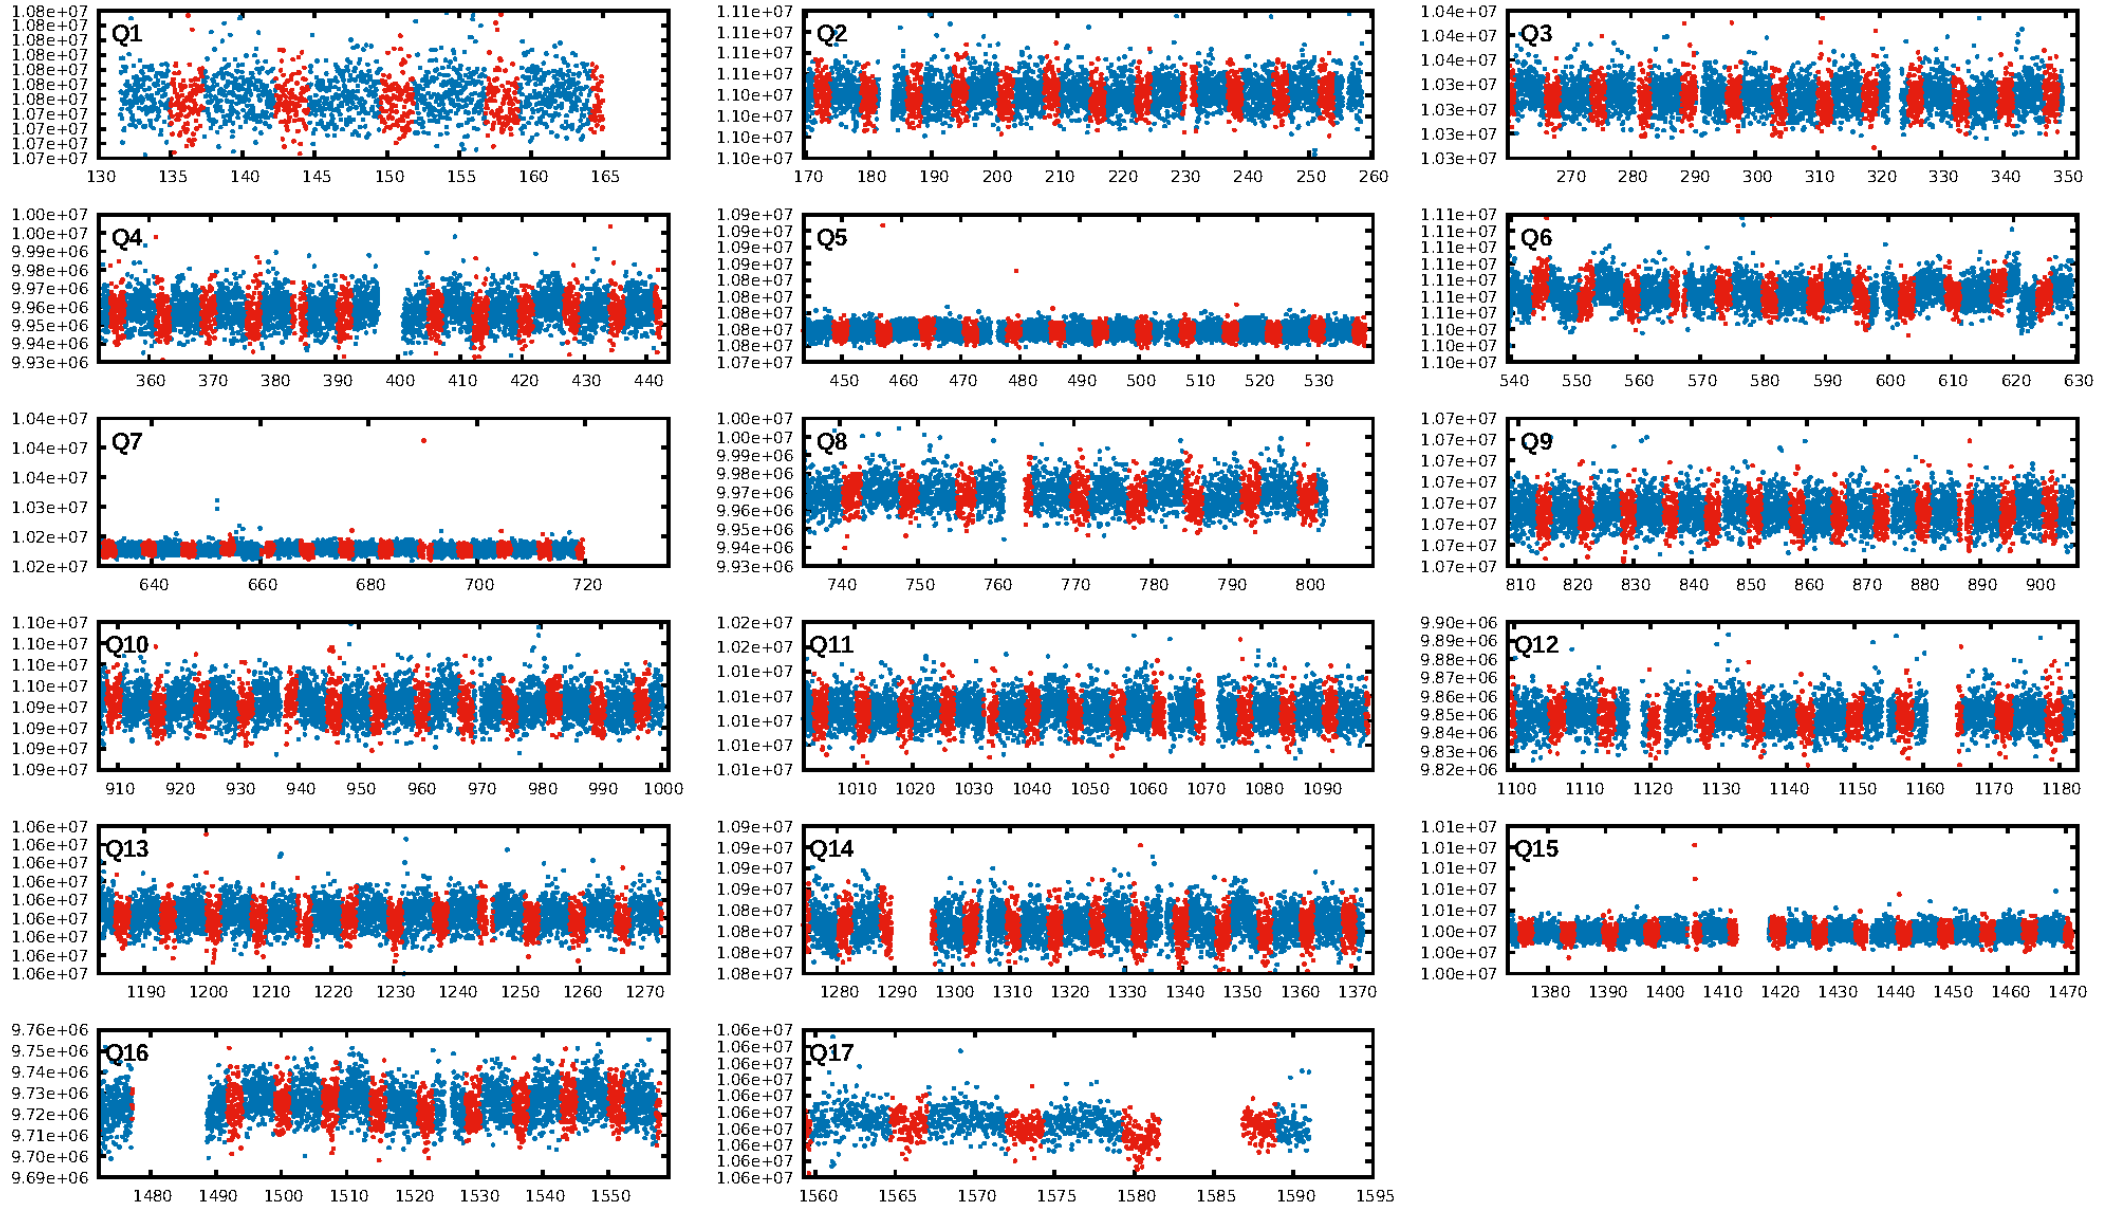 1.08e+07
1.08e+07
1.08e+07
1.08e+07
1.08e+07
1.08e+07
1.08e+07
1.07e+07
1.07e+07
1.07e+07
1.07e+07
Q1
130 135 140 145 150 155 160 165
1.11e+07
1.11e+07
1.11e+07
1.11e+07
1.10e+07
1.10e+07
1.10e+07
1.10e+07
Q2
170 180 190 200 210 220 230 240 250 260
1.04e+07
1.04e+07
1.04e+07
1.03e+07
1.03e+07
1.03e+07
1.03e+07
Q3
270 280 290 300 310 320 330 340 350
1.00e+07
1.00e+07
9.99e+06
9.98e+06
9.97e+06
9.96e+06
9.95e+06
9.94e+06
9.93e+06
Q4
360 370 380 390 400 410 420 430 440
1.09e+07
1.09e+07
1.09e+07
1.09e+07
1.08e+07
1.08e+07
1.08e+07
1.08e+07
1.08e+07
1.07e+07
Q5
450 460 470 480 490 500 510 520 530
1.11e+07
1.11e+07
1.11e+07
1.11e+07
1.11e+07
1.11e+07
1.10e+07
1.10e+07
1.10e+07
Q6
540 550 560 570 580 590 600 610 620 630
1.04e+07
1.04e+07
1.04e+07
1.03e+07
1.02e+07
1.02e+07
Q7
640 660 680 700 720
1.00e+07
1.00e+07
9.99e+06
9.98e+06
9.97e+06
9.96e+06
9.95e+06
9.94e+06
9.93e+06
Q8
740 750 760 770 780 790 800
1.07e+07
1.07e+07
1.07e+07
1.07e+07
1.07e+07
1.07e+07
1.07e+07
1.07e+07
Q9
810 820 830 840 850 860 870 880 890 900
1.10e+07
1.10e+07
1.10e+07
1.10e+07
1.09e+07
1.09e+07
1.09e+07
1.09e+07
Q10
910 920 930 940 950 960 970 980 990 1000
1.02e+07
1.02e+07
1.01e+07
1.01e+07
1.01e+07
1.01e+07
1.01e+07
Q11
1010 1020 1030 1040 1050 1060 1070 1080 1090
9.90e+06
9.89e+06
9.88e+06
9.87e+06
9.86e+06
9.85e+06
9.84e+06
9.83e+06
9.82e+06
Q12
1100 1110 1120 1130 1140 1150 1160 1170 1180
1.06e+07
1.06e+07
1.06e+07
1.06e+07
1.06e+07
1.06e+07
1.06e+07
1.06e+07
1.06e+07
Q13
1190 1200 1210 1220 1230 1240 1250 1260 1270
1.09e+07
1.09e+07
1.09e+07
1.09e+07
1.08e+07
1.08e+07
1.08e+07
1.08e+07
Q14
1280 1290 1300 1310 1320 1330 1340 1350 1360 1370
1.01e+07
1.01e+07
1.01e+07
1.01e+07
1.01e+07
1.00e+07
1.00e+07
1.00e+07
Q15
1380 1390 1400 1410 1420 1430 1440 1450 1460 1470
9.76e+06
9.75e+06
9.74e+06
9.73e+06
9.72e+06
9.71e+06
9.70e+06
9.69e+06
Q16
1480 1490 1500 1510 1520 1530 1540 1550
1.06e+07
1.06e+07
1.06e+07
1.06e+07
1.06e+07
1.06e+07
1.06e+07
1.06e+07
1.06e+07
1.06e+07
Q17
1560 1565 1570 1575 1580 1585 1590 1595